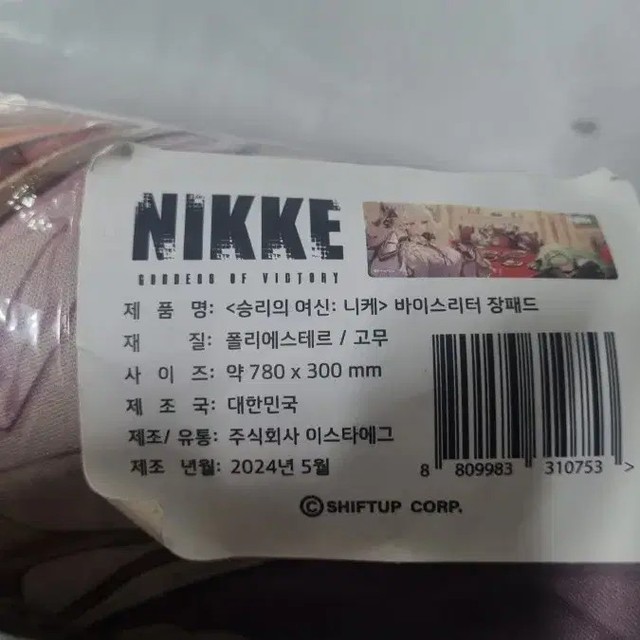 NIKKE
GODDESS OF VICTORY
제 품 명: <승리의 여신: 니케> 바이스리터 장패드
재 질: 폴리에스테르 / 고무
사 이 즈: 약 780 x 300 mm
제 조 국: 대한민국
제조/ 유통: 주식회사 이스타에그
제조 년월: 2024년 5월
8 809983 310753 >
ⓒSHIFTUP CORP.